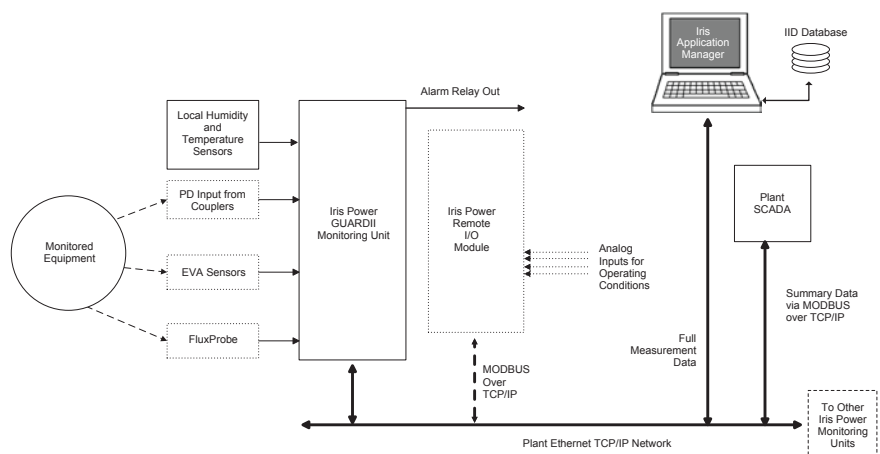 Iris
Application
Manager
IID Database
Alarm Relay Out
Local Humidity
and
Temperature
Sensors
PD Input from
Couplers
Iris Power
GUARDII
Monitoring Unit
Iris Power
Remote
I/O
Module
Plant
SCADA
Monitored
Equipment
EVA Sensors
Analog
Inputs for
Operating
Conditions
FluxProbe
Summary Data
via MODBUS
over TCP/IP
Full
Measurement
Data
MODBUS
Over
TCP/IP
To Other
Iris Power
Monitoring
Units
Plant Ethernet TCP/IP Network